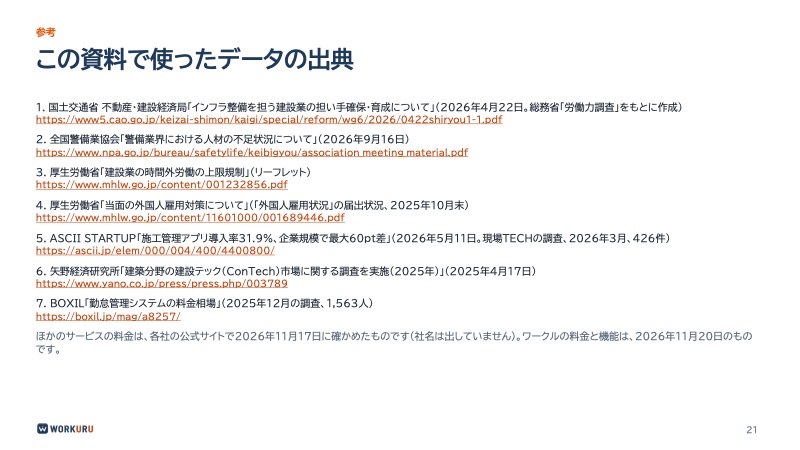 参考
この資料で使ったデータの出典
1. 国土交通省 不動産・建設経済局「インフラ整備を担う建設業の担い手確保・育成について」（2026年4月22日。総務省「労働力調査」をもとに作成）
https://www5.cao.go.jp/keizai-shimon/kaigi/special/reform/wg6/2026/0422shiryou1-1.pdf
2. 全国警備業協会「警備業界における人材の不足状況について」（2026年9月16日）
https://www.npa.go.jp/bureau/safetylife/keibigyou/association_meeting_material.pdf
3. 厚生労働省「建設業の時間外労働の上限規制」（リーフレット）
https://www.mhlw.go.jp/content/001232856.pdf
4. 厚生労働省「当面の外国人雇用対策について」（「外国人雇用状況」の届出状況、2025年10月末）
https://www.mhlw.go.jp/content/11601000/001689446.pdf
5. ASCII STARTUP「施工管理アプリ導入率31.9%、企業規模で最大60pt差」（2026年5月11日。現場TECHの調査、2026年3月、426件）
https://ascii.jp/elem/000/004/400/4400800/
6. 矢野経済研究所「建築分野の建設テック（ConTech）市場に関する調査を実施（2025年）」（2025年4月17日）
https://www.yano.co.jp/press/press.php/003789
7. BOXIL「勤怠管理システムの料金相場」（2025年12月の調査、1,563人）
https://boxil.jp/mag/a8257/
ほかのサービスの料金は、各社の公式サイトで2026年11月17日に確かめたものです（社名は出していません）。ワークルの料金と機能は、2026年11月20日のもの
です。
WORKURU
21